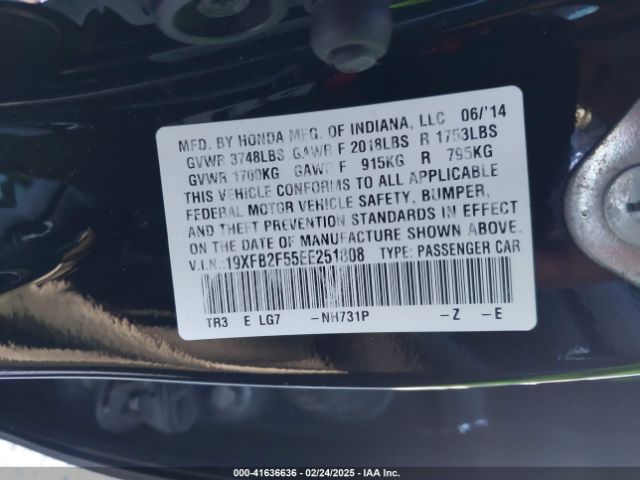 MFD. BY HONDA MFG. OF INDIANA, LLC 06/'14
GVWR 3748LBS GAWR F 2018LBS R 1753LBS
GVWR 1700KG GAWR F 915KG R 795KG
THIS VEHICLE CONFORMS TO ALL APPLICABLE
FEDERAL MOTOR VEHICLE SAFETY, BUMPER,
AND THEFT PREVENTION STANDARDS IN EFFECT
ON THE DATE OF MANUFACTURE SHOWN ABOVE.
V.I.N.:19XFB2F55EE251808 TYPE: PASSENGER CAR
TR3 E LG7 -NH731P -Z -E
000-41636636 - 02/24/2025 - Copart IAA